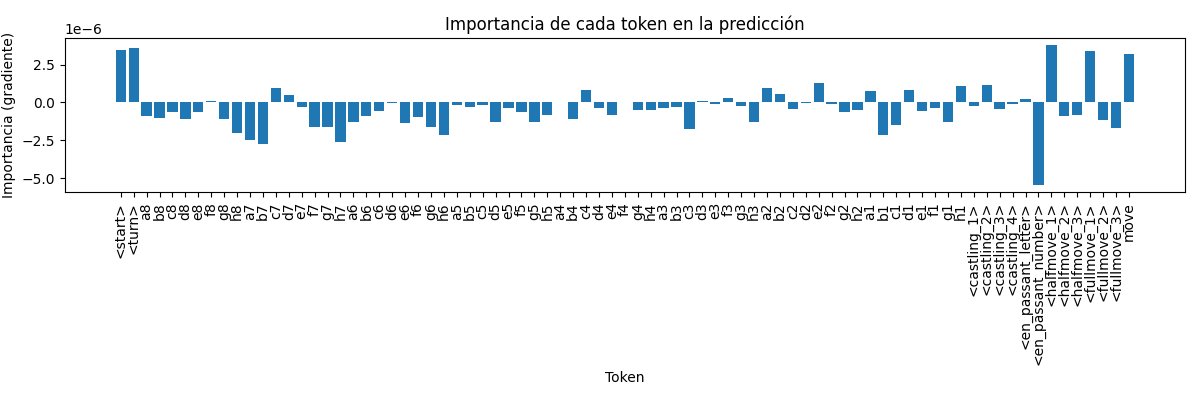 Importancia de cada token en la predicción
1e−6
Importancia (gradiente)
2.5
0.0
−2.5
−5.0
<start>
<turn>
a8
b8
c8
d8
e8
f8
g8
h8
a7
b7
c7
d7
e7
f7
g7
h7
a6
b6
c6
d6
e6
f6
g6
h6
a5
b5
c5
d5
e5
f5
g5
h5
a4
b4
c4
d4
e4
f4
g4
h4
a3
b3
c3
d3
e3
f3
g3
h3
a2
b2
c2
d2
e2
f2
g2
h2
a1
b1
c1
d1
e1
f1
g1
h1
<castling_1>
<castling_2>
<castling_3>
<castling_4>
<en_passant_letter>
<en_passant_number>
<halfmove_1>
<halfmove_2>
<halfmove_3>
<fullmove_1>
<fullmove_2>
<fullmove_3>
move
Token